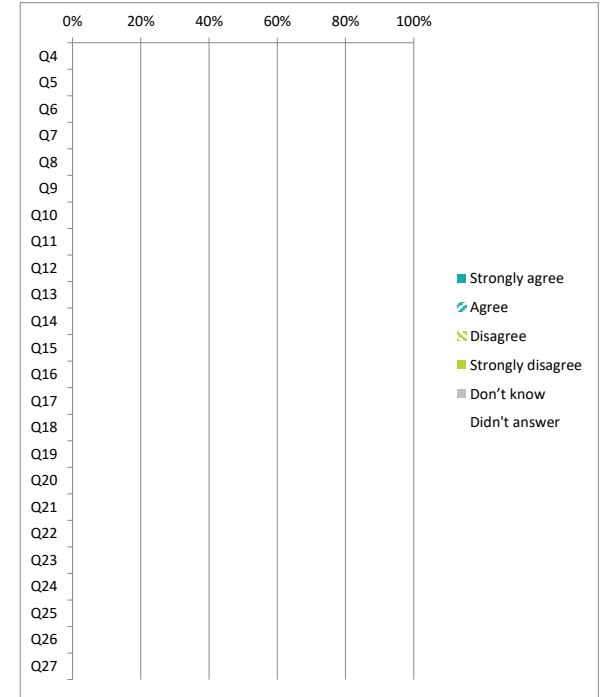 0% 20% 40% 60% 80% 100%
Q4
Q5
Q6
Q7
Q8
Q9
Q10
Q11
Q12
Q13
Q14
Q15
Q16
Q17
Q18
Q19
Q20
Q21
Q22
Q23
Q24
Q25
Q26
Q27
Strongly agree
Agree
Disagree
Strongly disagree
Don’t know
Didn't answer